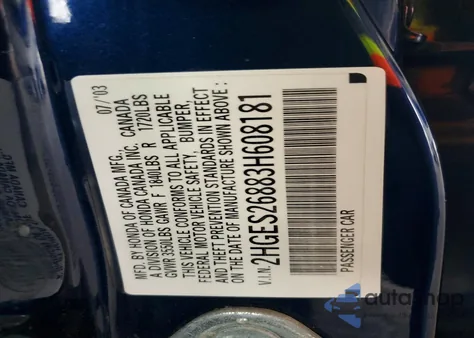 MFD. BY HONDA OF CANADA MFG.,
A DIVISION OF HONDA CANADA INC. CANADA 07/03
GVWR 3550LBS GAWR F 1940LBS R 1720LBS
THIS VEHICLE CONFORMS TO ALL APPLICABLE
FEDERAL MOTOR VEHICLE SAFETY, BUMPER,
AND THEFT PREVENTION STANDARDS IN EFFECT
ON THE DATE OF MANUFACTURE SHOWN ABOVE:
V.I.N.: 2HGES26883H608181
PASSENGER CAR
autamap